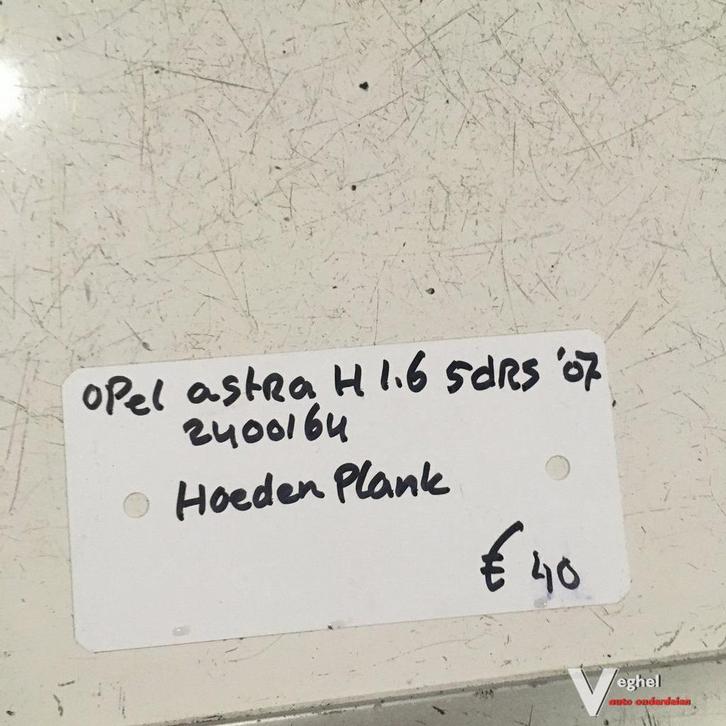 OPel astra H 1.6 5dRS '07
2400164
Hoeden Plank
€ 40
Veghel
auto onderdelen